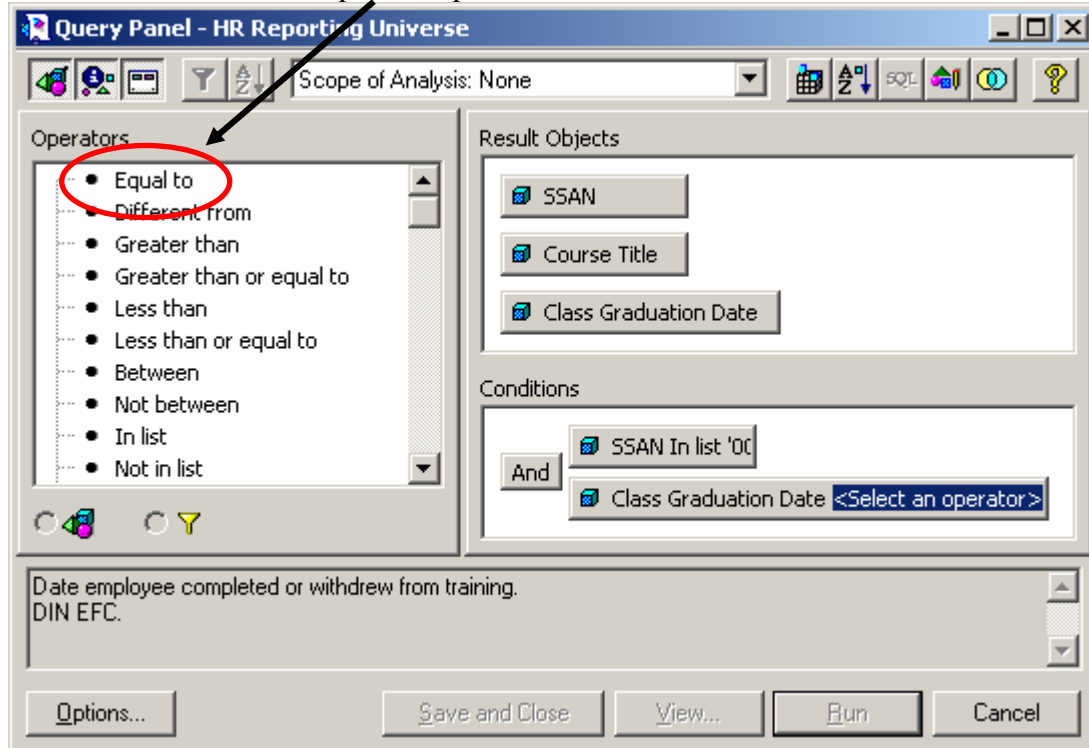 Query Panel - HR Reporting Universe
Scope of Analysis: None
SQL
Operators
Equal to
Different from
Greater than
Greater than or equal to
Less than
Less than or equal to
Between
Not between
In list
Not in list
Result Objects
SSAN
Course Title
Class Graduation Date
Conditions
And
SSAN In list '00
Class Graduation Date <Select an operator>
Date employee completed or withdrew from training.
DIN EFC.
Options... Save and Close View... Run Cancel